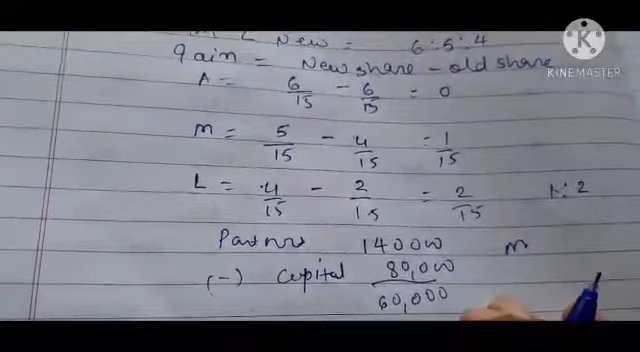 L New = 6:5:4
KINEMASTER
Gain = New share - old share
A = 6/15 - 6/15 = 0
M = 5/15 - 4/15 = 1/15
L = 4/15 - 2/15 = 2/15 1:2
Partners 140000 M
(-) Capital 80,000
60,000